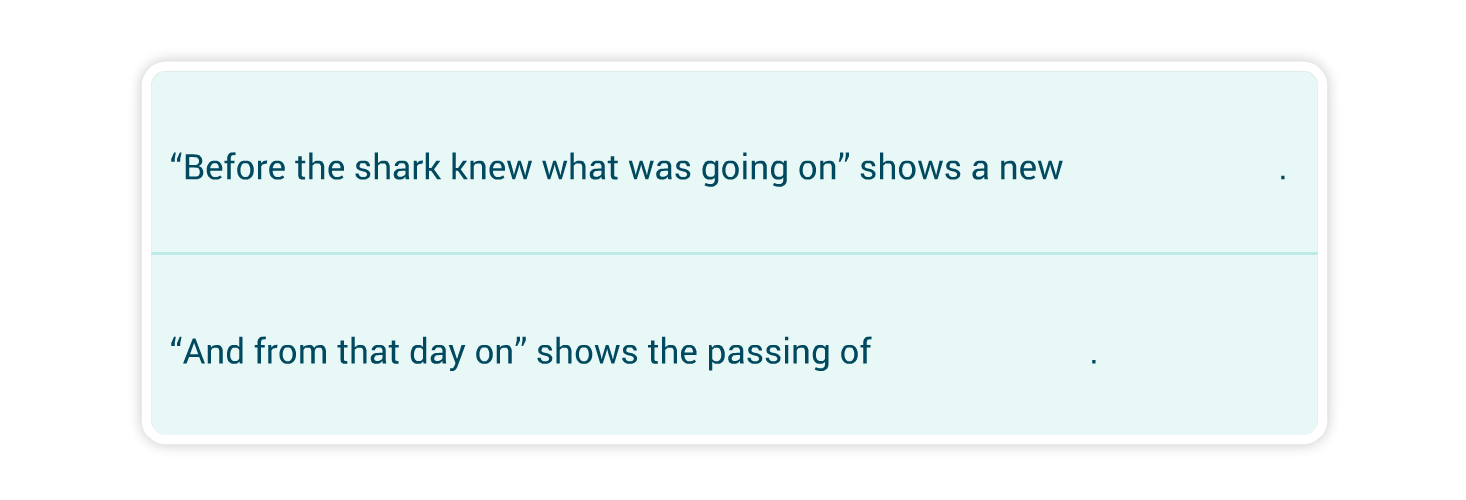 “Before the shark knew what was going on” shows a new .
“And from that day on” shows the passing of .